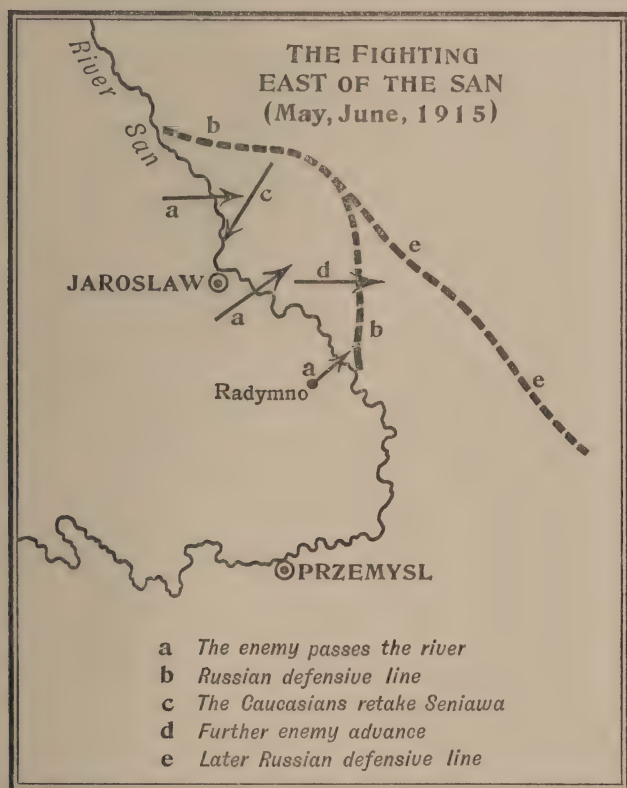 THE FIGHTING
EAST OF THE SAN
(May, June, 1915)
River San
b
a
c
e
JAROSLAW
d
a
b
a
Radymno
e
PRZEMYSL
a The enemy passes the river
b Russian defensive line
c The Caucasians retake Seniawa
d Further enemy advance
e Later Russian defensive line